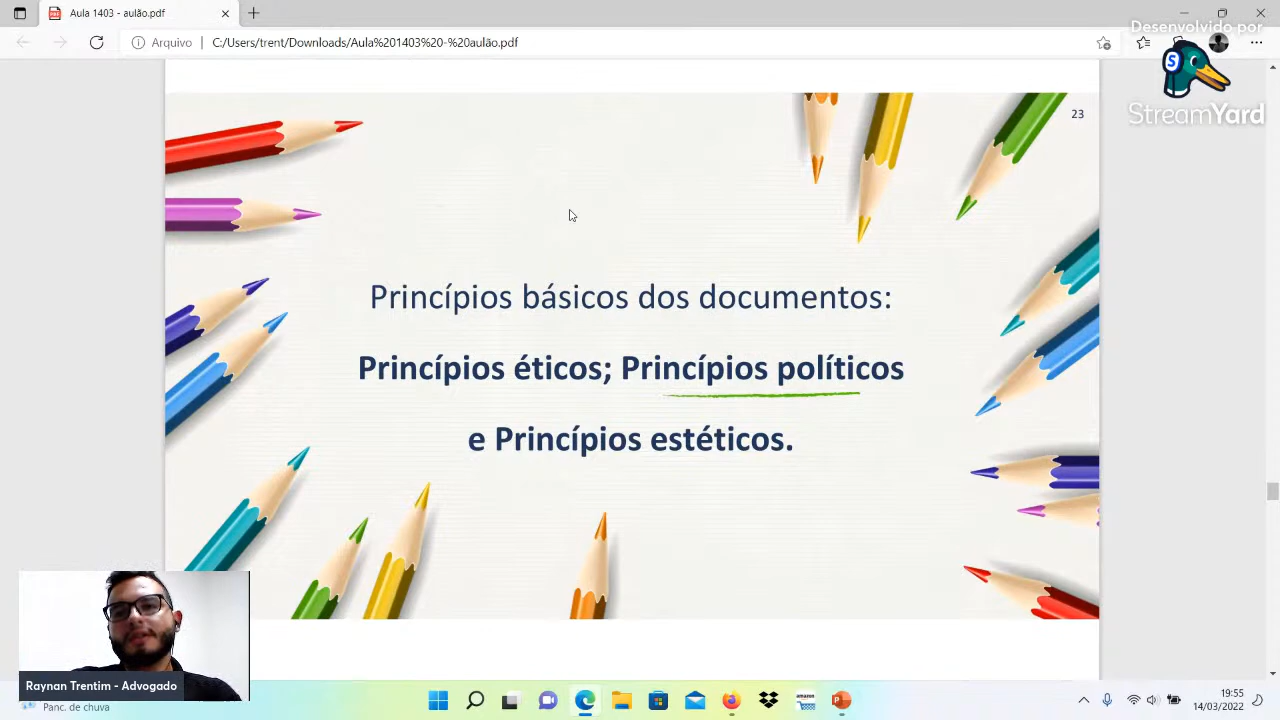 Aula 1403 - aulão.pdf
Desenvolvido por
Arquivo
C:/Users/trent/Downloads/Aula%201403%20-%20aulão.pdf
StreamYard
23
Princípios básicos dos documentos:
Princípios éticos; Princípios políticos
e Princípios estéticos.
Raynan Trentim - Advogado
Panc. de chuva
amazon
19:55
14/03/2022